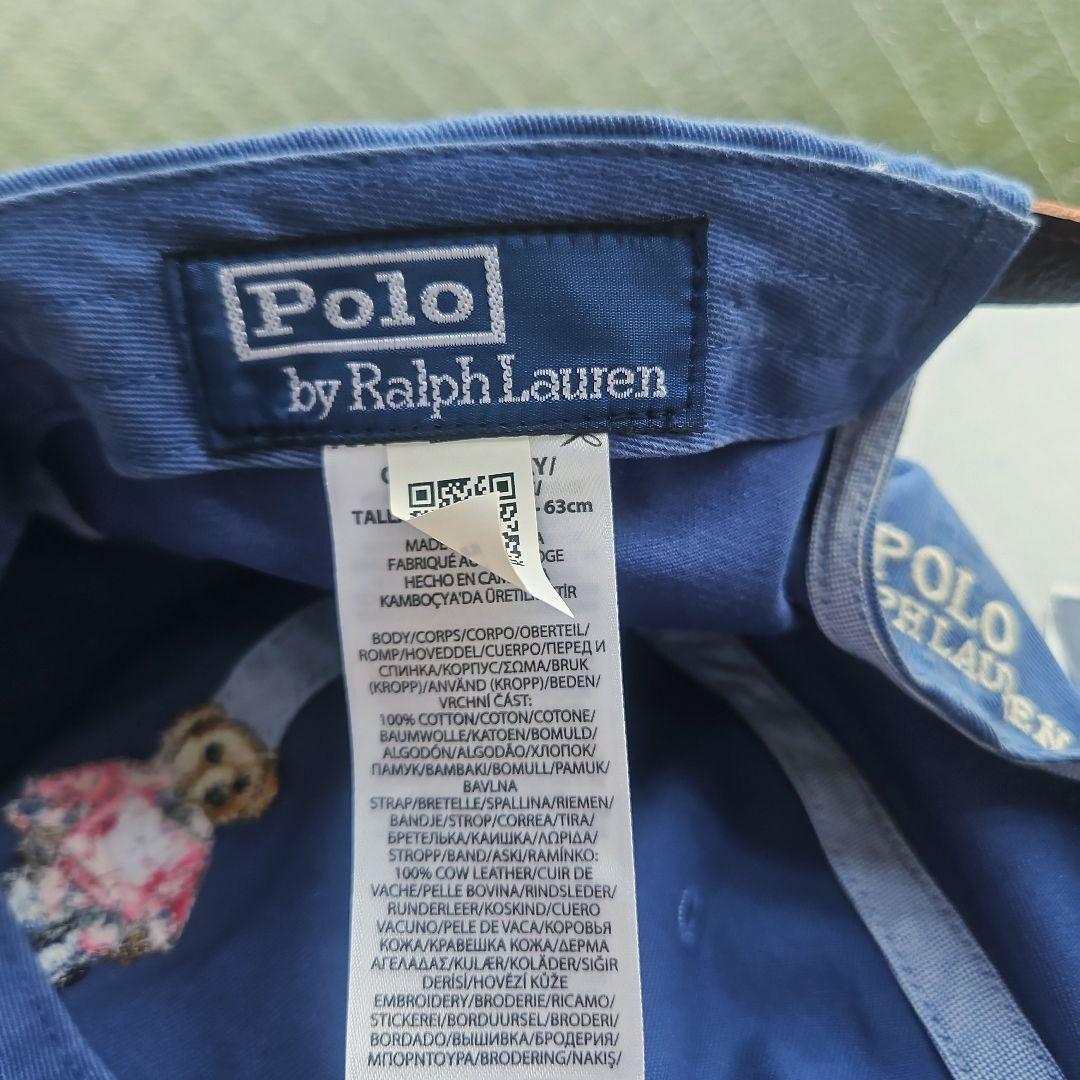 Polo
by Ralph Lauren
Y/
TALL
- 63cm
MADE
FABRIQUÉ AU
DGE
HECHO EN CAM
KAMBOÇYA'DA ÜRETİL TİR
BODY/CORPS/CORPO/OBERTEIL/
ROMP/HOVEDDEL/CUERPO/ПЕРЕД И
СПИНКА/КОРПУС/ΣΩΜΑ/BRUK
(KROPP)/ANVÄND (KROPP)/BEDEN/
VRCHNÍ ČÁST:
100% COTTON/COTON/COTONE/
BAUMWOLLE/KATOEN/BOMULD/
ALGODÓN/ALGODÃO/ХЛОПОК/
ПАМУК/ΒΑΜΒΑΚΙ/BOMULL/PAMUK/
BAVLNA
STRAP/BRETELLE/SPALLINA/RIEMEN/
BANDJE/STROP/CORREA/TIRA/
БРЕТЕЛЬКА/КАИШКА/ΛΩΡΙΔΑ/
STROPP/BAND/ASKI/RAMÍNKO:
100% COW LEATHER/CUIR DE
VACHE/PELLE BOVINA/RINDSLEDER/
RUNDERLEER/KOSKIND/CUERO
VACUNO/PELE DE VACA/КОРОВЬЯ
КОЖА/КРАВЕШКА КОЖА/ΔΕΡΜΑ
ΑΓΕΛΑΔΑΣ/KULÆR/KOLÄDER/SIĞIR
DERİSİ/HOVĚZÍ KŮŽE
EMBROIDERY/BRODERIE/RICAMO/
STICKEREI/BORDUURSEL/BRODERI/
BORDADO/ВЫШИВКА/БРОДЕРИЯ/
ΜΠΟΡΝΤΟΥΡΑ/BRODERING/NAKIŞ/
POLO
PH LAUREN